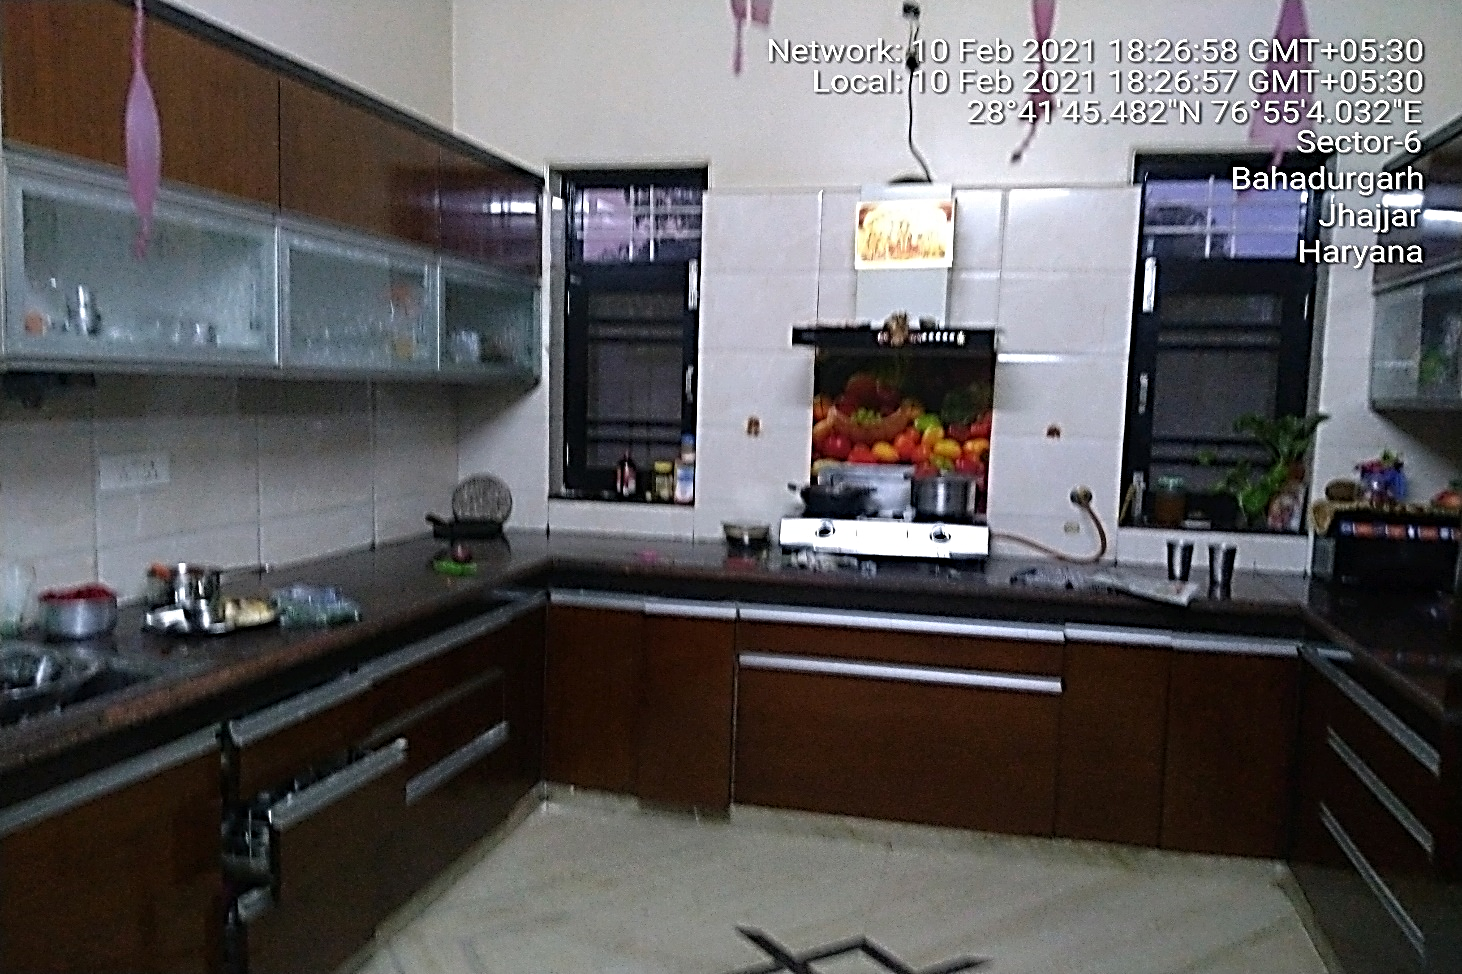 Network: 10 Feb 2021 18:26:58 GMT+05:30
Local: 10 Feb 2021 18:26:57 GMT+05:30
28°41'45.482"N 76°55'4.032"E
Sector-6
Bahadurgarh
Jhajjar
Haryana